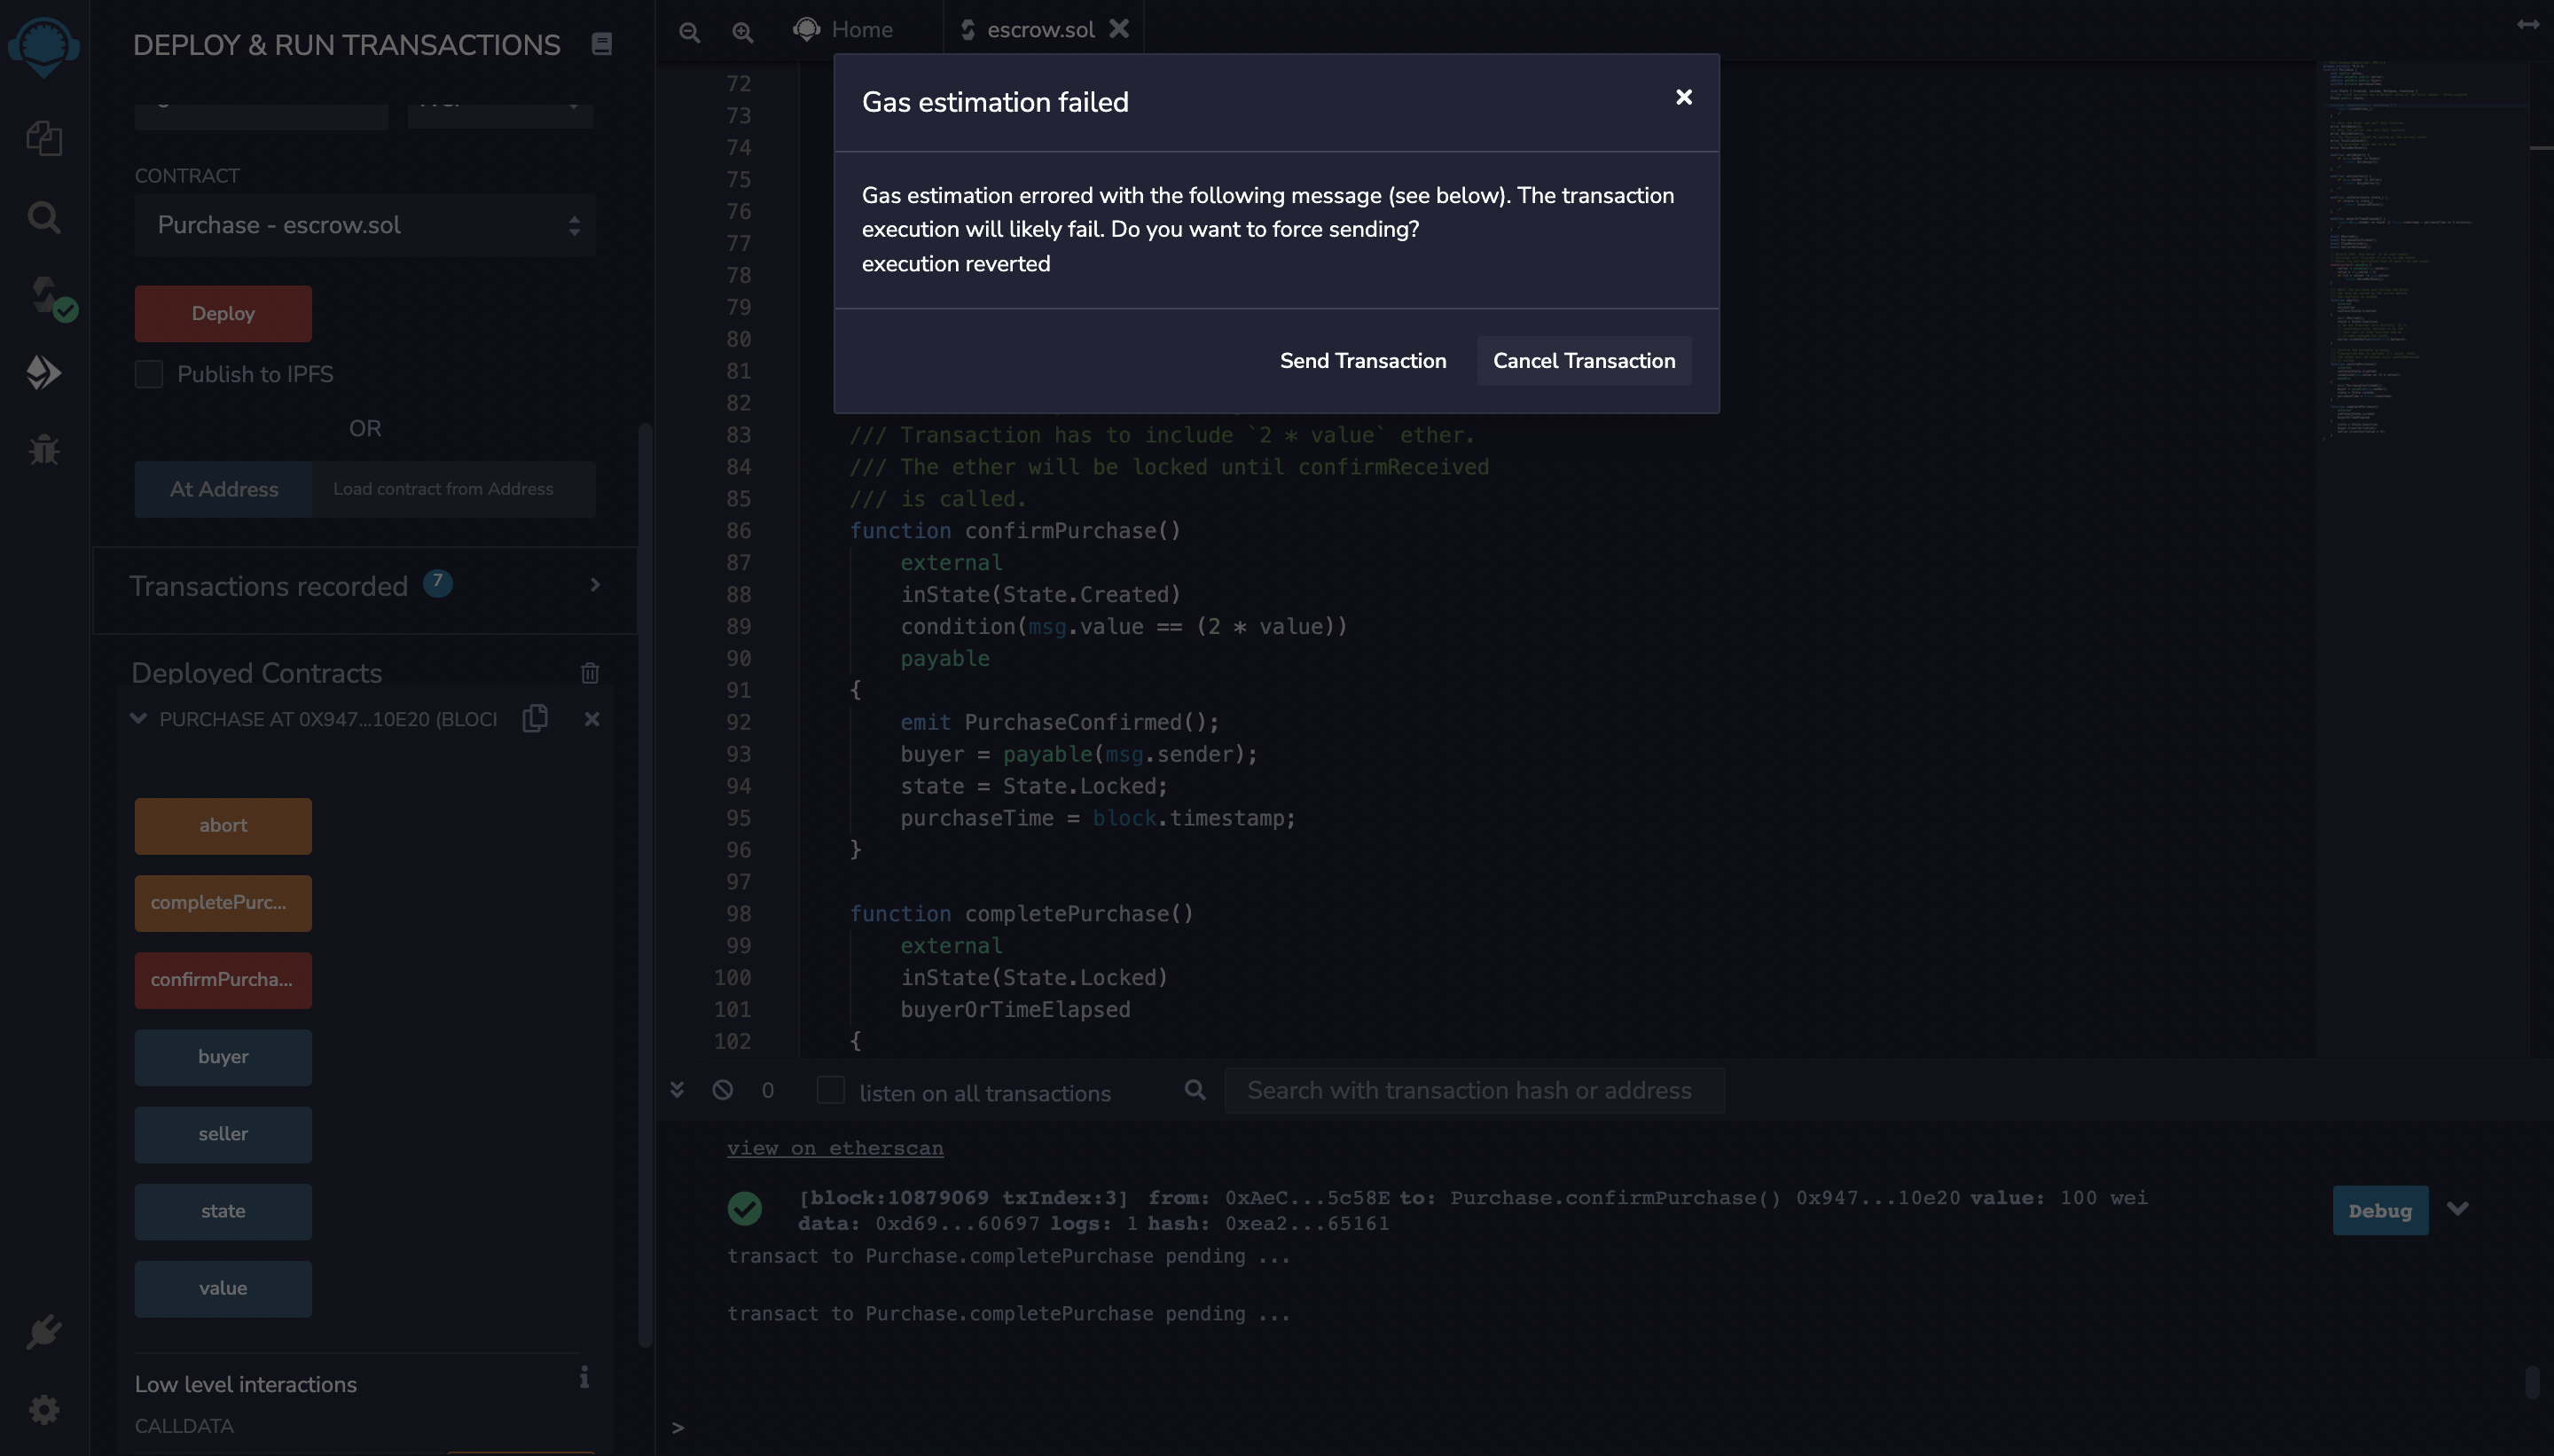 DEPLOY & RUN TRANSACTIONS
CONTRACT
Purchase - escrow.sol
Deploy
Publish to IPFS
OR
At Address
Load contract from Address
Transactions recorded 7
Deployed Contracts
PURCHASE AT 0X947...10E20 (BLOCK
abort
completePurc...
confirmPurcha...
buyer
seller
state
value
Low level interactions
i
CALLDATA
Home
escrow.sol
Gas estimation failed
Gas estimation errored with the following message (see below). The transaction
execution will likely fail. Do you want to force sending?
execution reverted
Send Transaction
Cancel Transaction
72
73
74
75
76
77
78
79
80
81
82
83 /// Transaction has to include `2 * value` ether.
84 /// The ether will be locked until confirmReceived
85 /// is called.
86 function confirmPurchase()
87 external
88 inState(State.Created)
89 condition(msg.value == (2 * value))
90 payable
91 {
92 emit PurchaseConfirmed();
93 buyer = payable(msg.sender);
94 state = State.Locked;
95 purchaseTime = block.timestamp;
96 }
97
98 function completePurchase()
99 external
100 inState(State.Locked)
101 buyerOrTimeElapsed
102 {
0
listen on all transactions
Search with transaction hash or address
view on etherscan
[block:10879069 txIndex:3] from: 0xAeC...5c58E to: Purchase.confirmPurchase() 0x947...10e20 value: 100 wei
data: 0xd69...60697 logs: 1 hash: 0xea2...65161
Debug
transact to Purchase.completePurchase pending ...
transact to Purchase.completePurchase pending ...
>